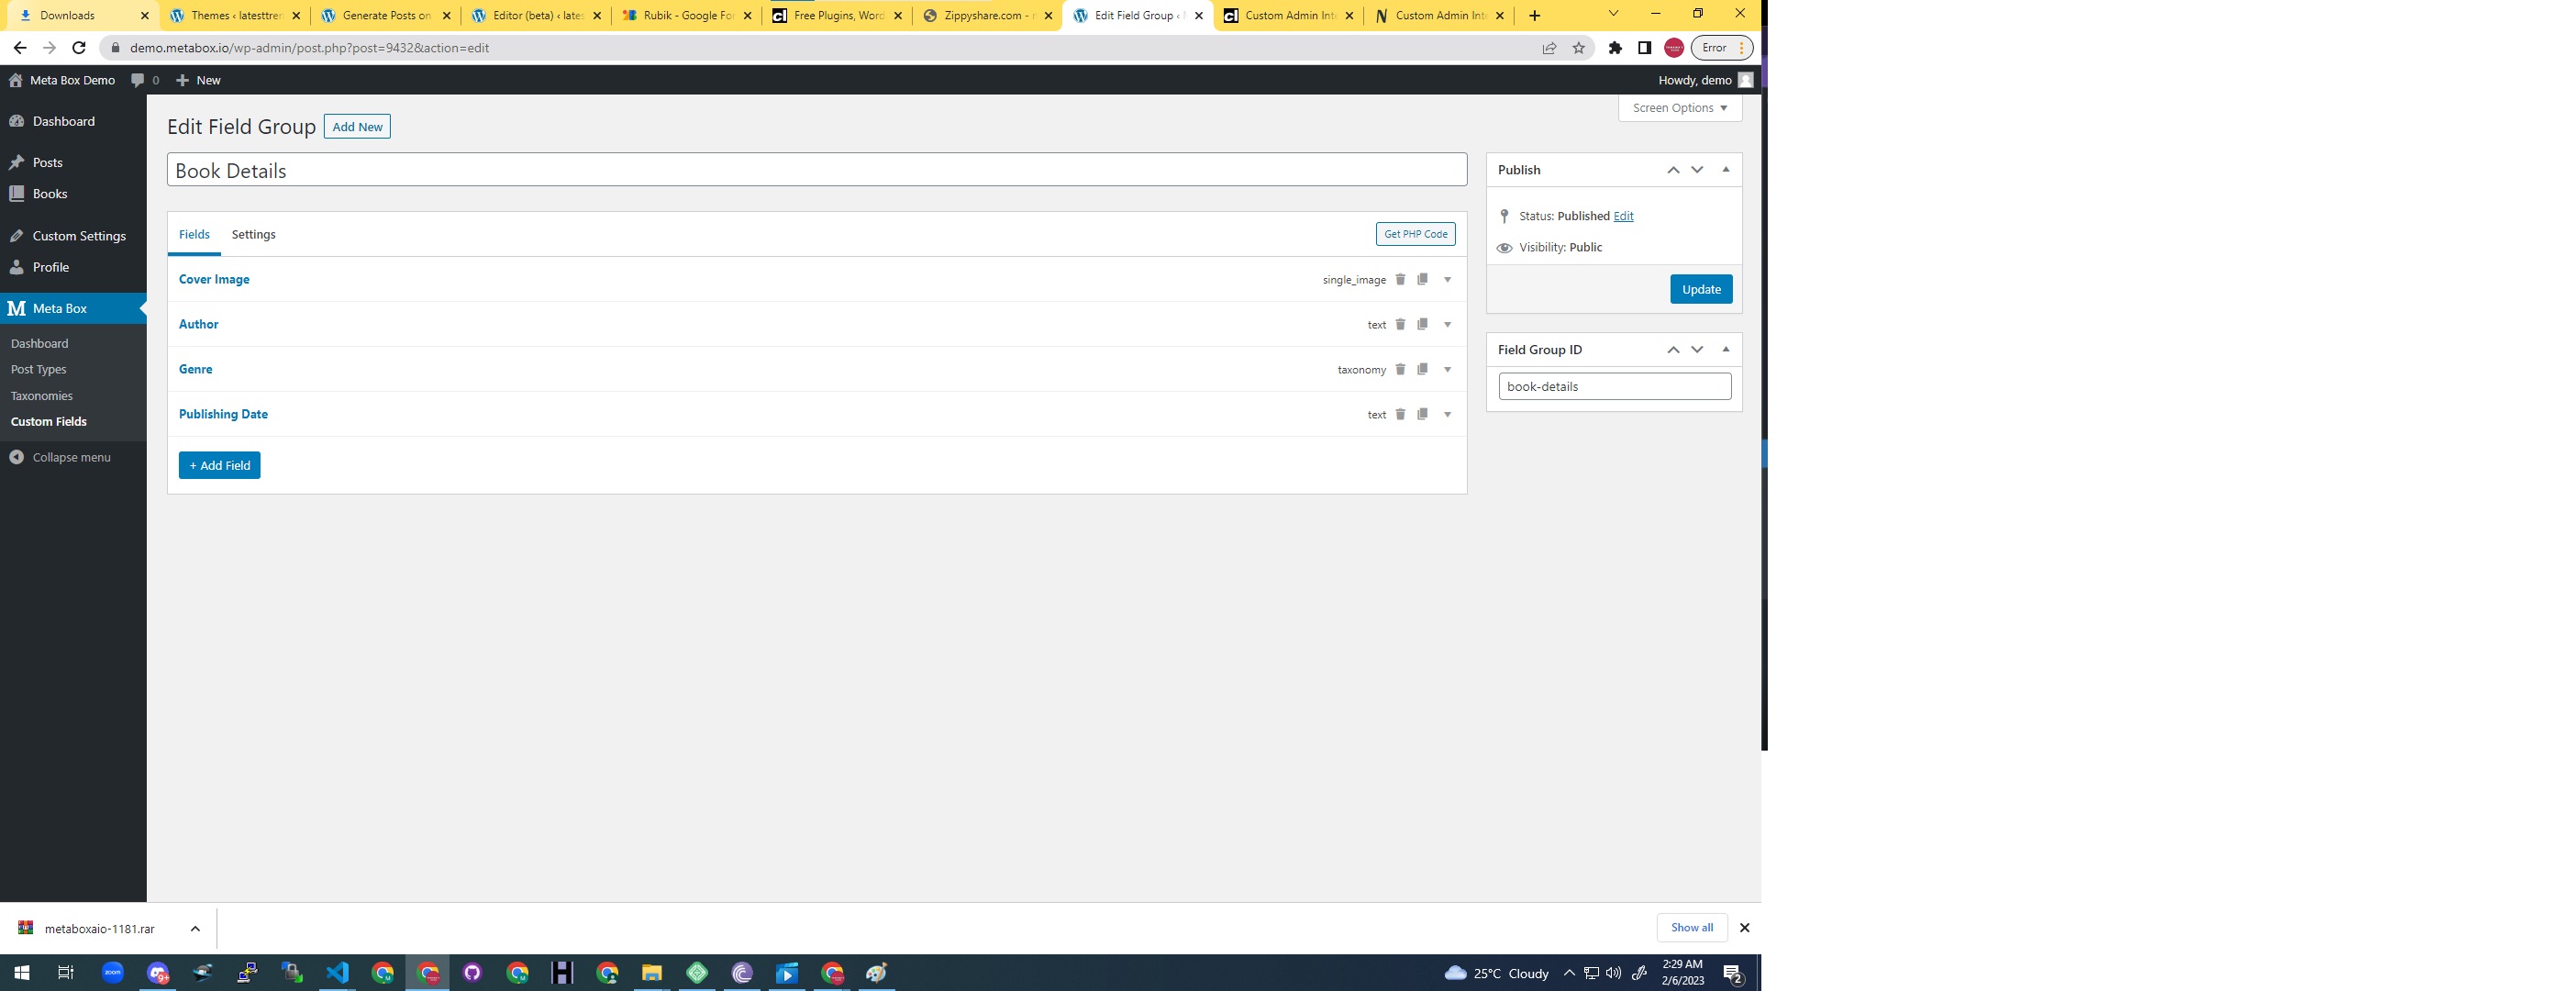 Downloads
Themes ‹ latesttren
Generate Posts on
Editor (beta) ‹ lates
Rubik - Google Fo
Free Plugins, Word
Zippyshare.com -
Edit Field Group ‹
Custom Admin Int
Custom Admin Int
demo.metabox.io/wp-admin/post.php?post=9432&action=edit
Error
Meta Box Demo 0 New
Howdy, demo
Screen Options
Dashboard
Posts
Books
Custom Settings
Profile
Meta Box
Dashboard
Post Types
Taxonomies
Custom Fields
Collapse menu
Edit Field Group Add New
Book Details
Fields Settings Get PHP Code
Cover Image single_image
Author text
Genre taxonomy
Publishing Date text
+ Add Field
Publish
Status: Published Edit
Visibility: Public
Update
Field Group ID
book-details
metaboxaio-1181.rar
Show all
zoom
9+
25°C Cloudy
2:29 AM
2/6/2023
2